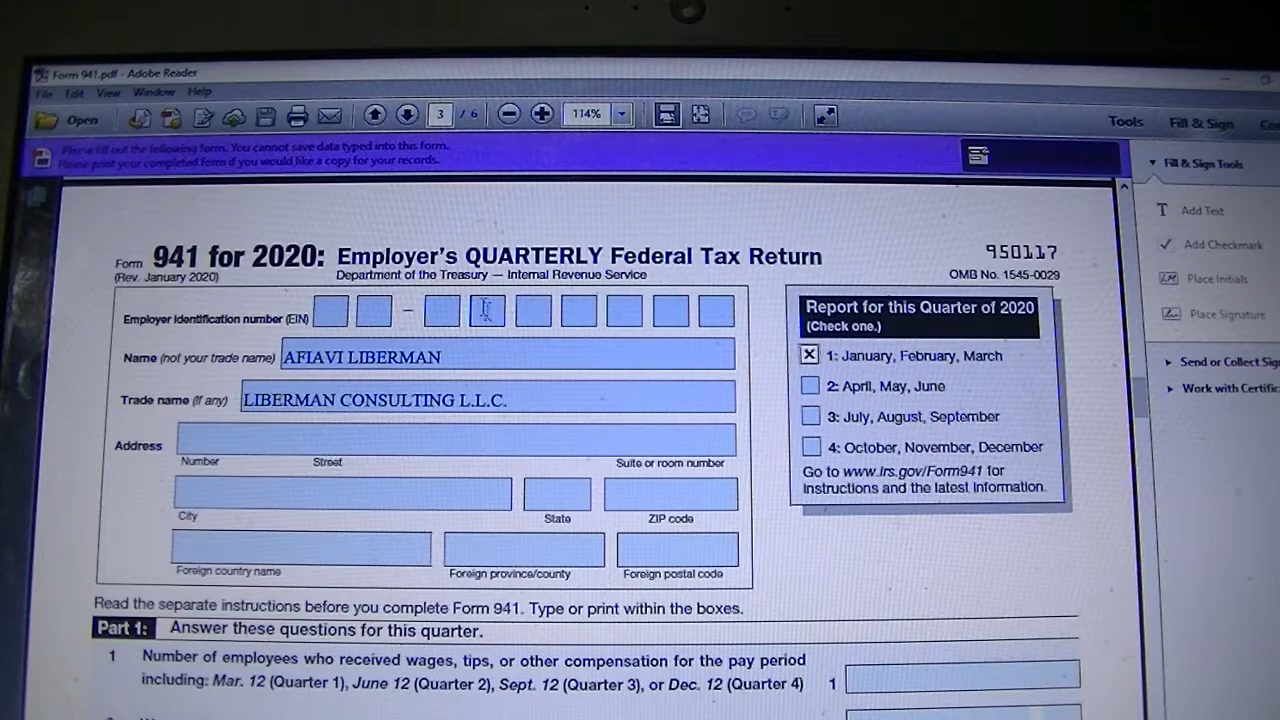 Form 941.pdf - Adobe Reader
File Edit View Window Help
Open 3 / 6 114% Tools Fill & Sign
Please fill out the following form. You cannot save data typed into this form.
Please print your completed form if you would like a copy for your records.
Fill & Sign Tools
Add Text
Add Checkmark
Place Initials
Place Signature
Send or Collect
Work with
Form 941 for 2020: Employer's QUARTERLY Federal Tax Return
(Rev. January 2020) Department of the Treasury — Internal Revenue Service
950117
OMB No. 1545-0029
Employer identification number (EIN) –
Name (not your trade name) AFIAVI LIBERMAN
Trade name (if any) LIBERMAN CONSULTING L.L.C.
Address
Number Street Suite or room number
City State ZIP code
Foreign country name Foreign province/county Foreign postal code
Report for this Quarter of 2020
(Check one.)
X 1: January, February, March
2: April, May, June
3: July, August, September
4: October, November, December
Go to www.irs.gov/Form941 for
instructions and the latest information.
Read the separate instructions before you complete Form 941. Type or print within the boxes.
Part 1: Answer these questions for this quarter.
1 Number of employees who received wages, tips, or other compensation for the pay period
including: Mar. 12 (Quarter 1), June 12 (Quarter 2), Sept. 12 (Quarter 3), or Dec. 12 (Quarter 4) 1